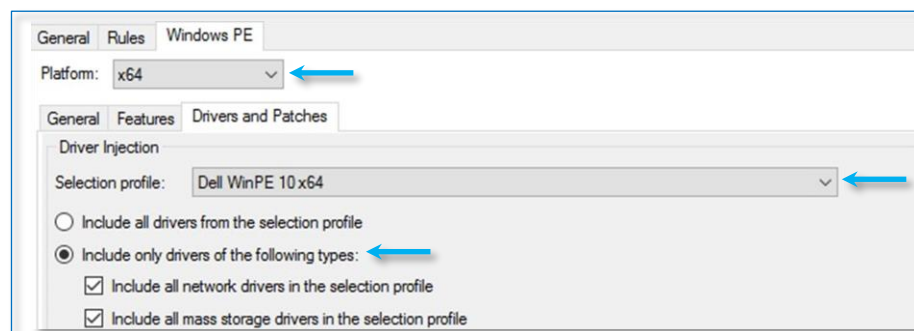 General Rules Windows PE
Platform: x64
General Features Drivers and Patches
Driver Injection
Selection profile: Dell WinPE 10 x64
Include all drivers from the selection profile
Include only drivers of the following types:
Include all network drivers in the selection profile
Include all mass storage drivers in the selection profile